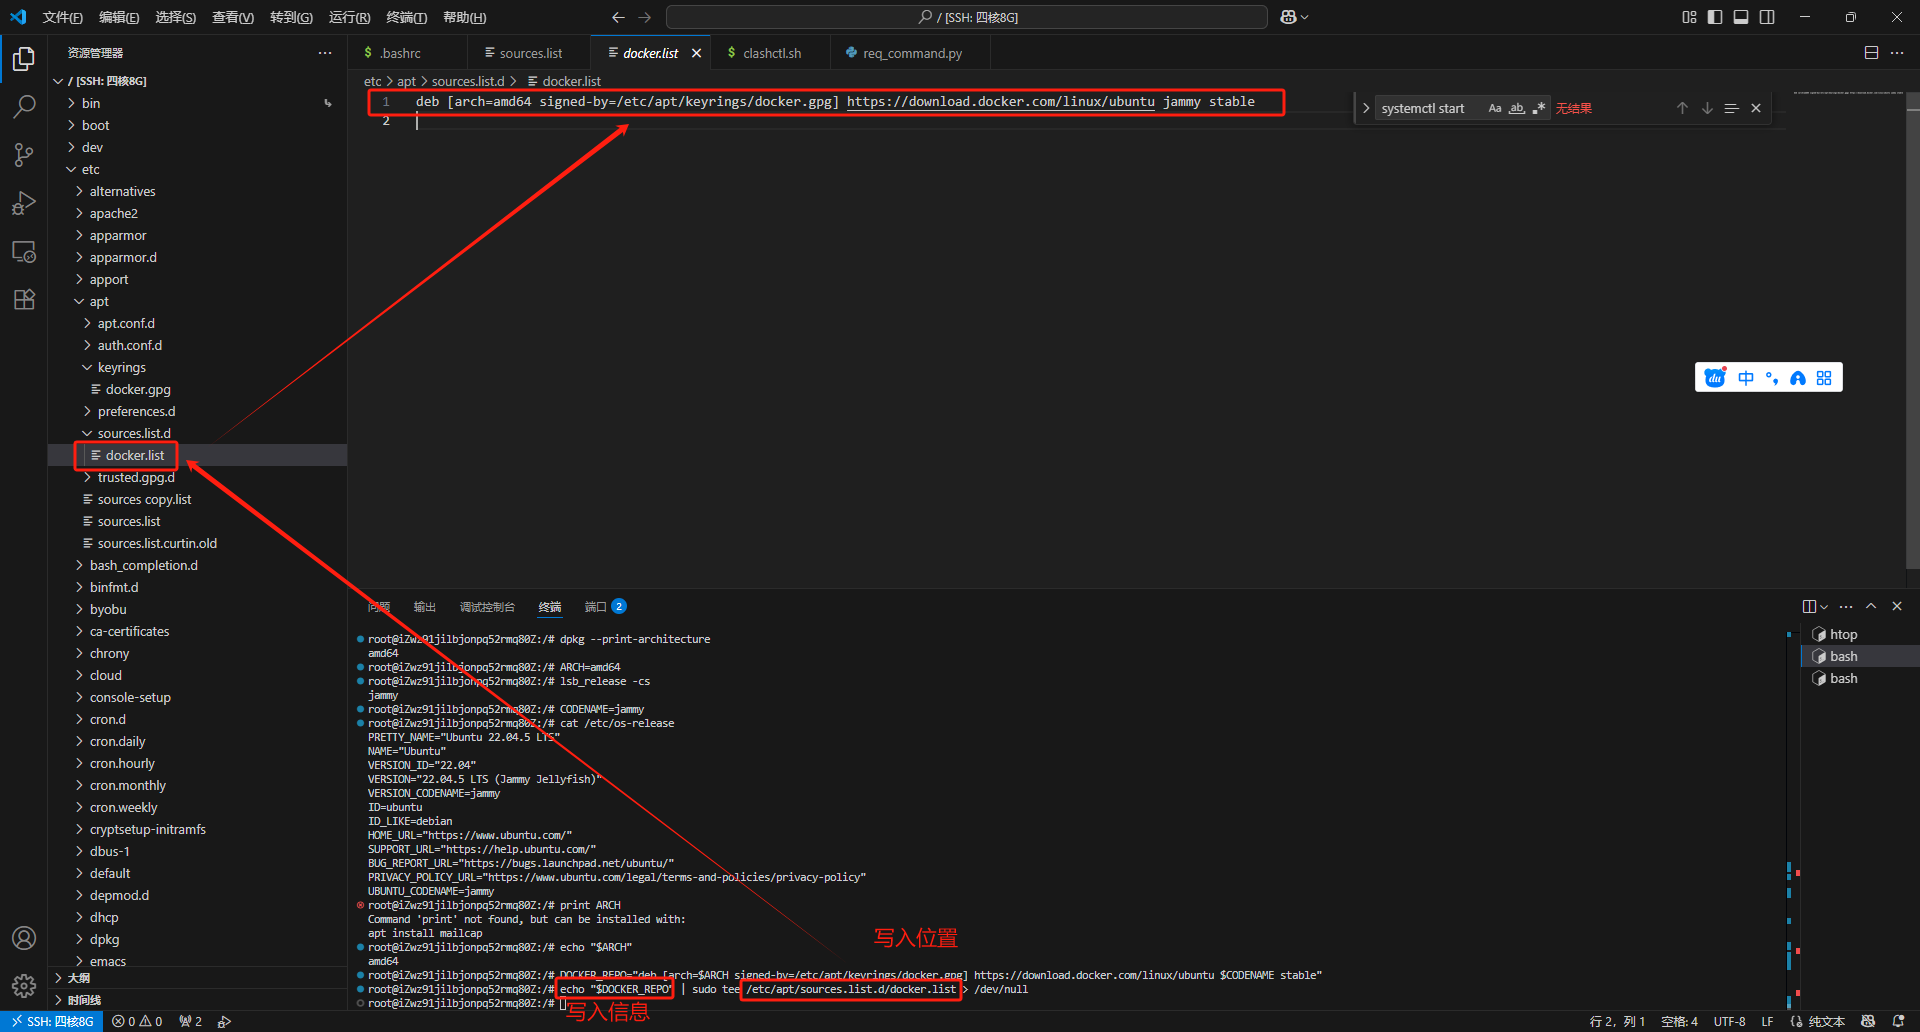 文件(F) 编辑(E) 选择(S) 查看(V) 转到(G) 运行(R) 终端(T) 帮助(H)
/ [SSH: 四核8G]
资源管理器
$ .bashrc
sources.list
docker.list
$ clashctl.sh
req_command.py
/ [SSH: 四核8G]
etc > apt > sources.list.d > docker.list
1 deb [arch=amd64 signed-by=/etc/apt/keyrings/docker.gpg] https://download.docker.com/linux/ubuntu jammy stable
2
systemctl start Aa ab .* 无结果
bin
boot
dev
etc
alternatives
apache2
apparmor
apparmor.d
apport
apt
apt.conf.d
auth.conf.d
keyrings
docker.gpg
preferences.d
sources.list.d
docker.list
trusted.gpg.d
sources copy.list
sources.list
sources.list.curtin.old
bash_completion.d
binfmt.d
byobu
ca-certificates
chrony
cloud
console-setup
cron.d
cron.daily
cron.hourly
cron.monthly
cron.weekly
cryptsetup-initramfs
dbus-1
default
depmod.d
dhcp
dpkg
emacs
大纲
时间线
du 中
问题 输出 调试控制台 终端 端口 2
root@iZwz91jilbjonpq52rmq80Z:/# dpkg --print-architecture
amd64
root@iZwz91jilbjonpq52rmq80Z:/# ARCH=amd64
root@iZwz91jilbjonpq52rmq80Z:/# lsb_release -cs
jammy
root@iZwz91jilbjonpq52rmq80Z:/# CODENAME=jammy
root@iZwz91jilbjonpq52rmq80Z:/# cat /etc/os-release
PRETTY_NAME="Ubuntu 22.04.5 LTS"
NAME="Ubuntu"
VERSION_ID="22.04"
VERSION="22.04.5 LTS (Jammy Jellyfish)"
VERSION_CODENAME=jammy
ID=ubuntu
ID_LIKE=debian
HOME_URL="https://www.ubuntu.com/"
SUPPORT_URL="https://help.ubuntu.com/"
BUG_REPORT_URL="https://bugs.launchpad.net/ubuntu/"
PRIVACY_POLICY_URL="https://www.ubuntu.com/legal/terms-and-policies/privacy-policy"
UBUNTU_CODENAME=jammy
root@iZwz91jilbjonpq52rmq80Z:/# print ARCH
Command 'print' not found, but can be installed with:
apt install mailcap
root@iZwz91jilbjonpq52rmq80Z:/# echo "$ARCH"
amd64
写入位置
root@iZwz91jilbjonpq52rmq80Z:/# DOCKER_REPO="deb [arch=$ARCH signed-by=/etc/apt/keyrings/docker.gpg] https://download.docker.com/linux/ubuntu $CODENAME stable"
root@iZwz91jilbjonpq52rmq80Z:/# echo "$DOCKER_REPO" | sudo tee /etc/apt/sources.list.d/docker.list > /dev/null
root@iZwz91jilbjonpq52rmq80Z:/#
写入信息
htop
bash
bash
SSH: 四核8G 0 0 2
行 2，列 1 空格: 4 UTF-8 LF {} 纯文本